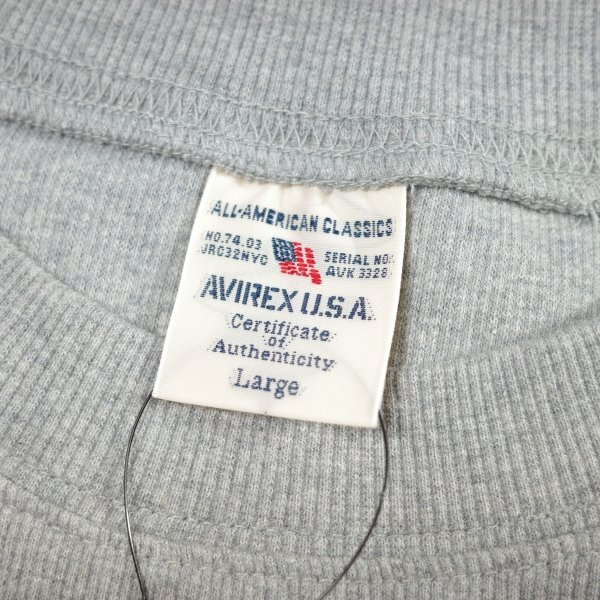 ALL-AMERICAN CLASSICS
NO.74.03
JRC32NYC
SERIAL NO.
AVK 3328
AVIREX U.S.A
Certificate
of
Authenticity
Large